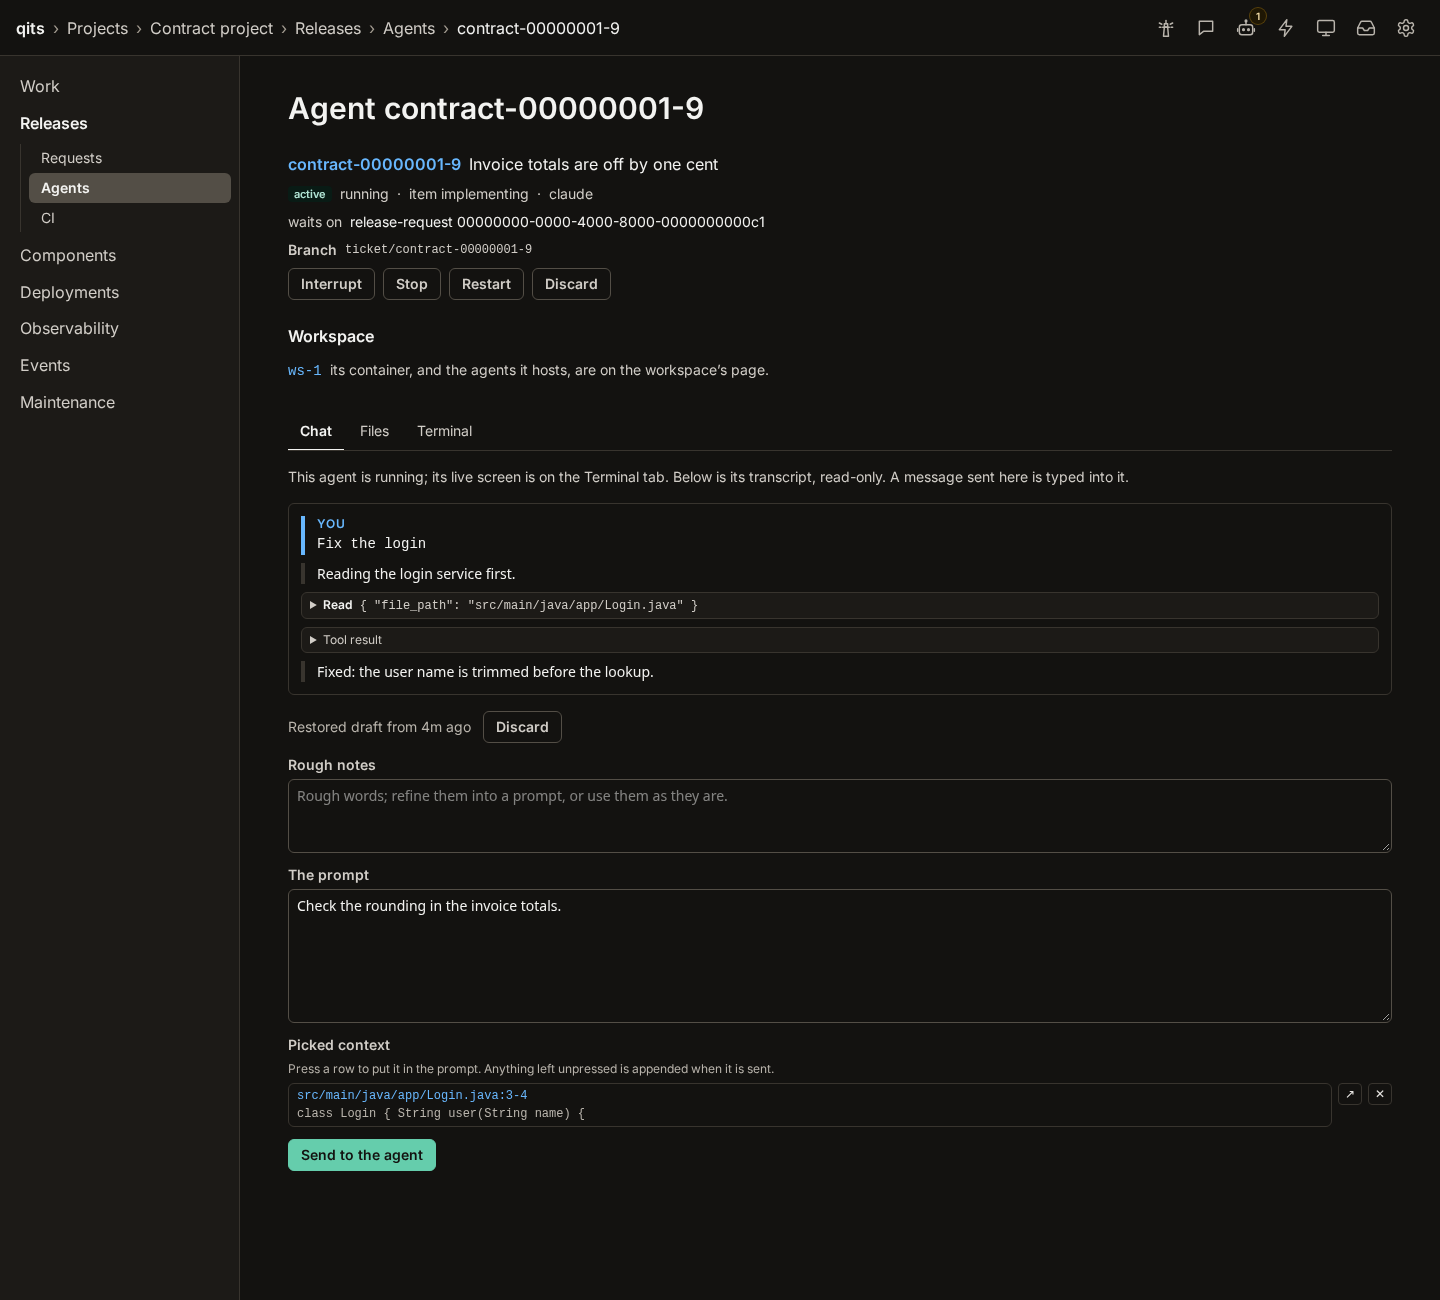 qits › Projects › Contract project › Releases › Agents › contract-00000001-9
1
Work
Releases
Requests
Agents
CI
Components
Deployments
Observability
Events
Maintenance
Agent contract-00000001-9
contract-00000001-9 Invoice totals are off by one cent
active running · item implementing · claude
waits on release-request 00000000-0000-4000-8000-0000000000c1
Branch ticket/contract-00000001-9
Interrupt Stop Restart Discard
Workspace
ws-1 its container, and the agents it hosts, are on the workspace’s page.
Chat Files Terminal
This agent is running; its live screen is on the Terminal tab. Below is its transcript, read-only. A message sent here is typed into it.
YOU
Fix the login
Reading the login service first.
Read { "file_path": "src/main/java/app/Login.java" }
Tool result
Fixed: the user name is trimmed before the lookup.
Restored draft from 4m ago Discard
Rough notes
Rough words; refine them into a prompt, or use them as they are.
The prompt
Check the rounding in the invoice totals.
Picked context
Press a row to put it in the prompt. Anything left unpressed is appended when it is sent.
src/main/java/app/Login.java:3-4
class Login { String user(String name) {
Send to the agent